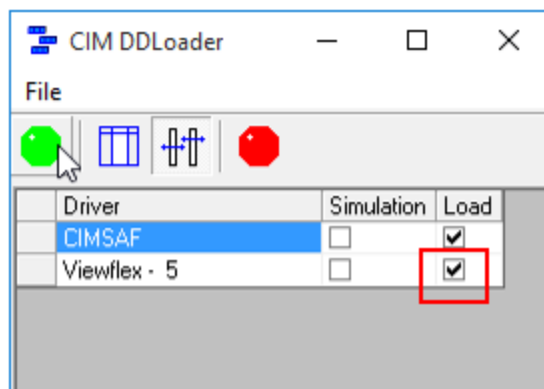 CIM DDLoader
File
Driver Simulation Load
CIMSAF
Viewflex - 5